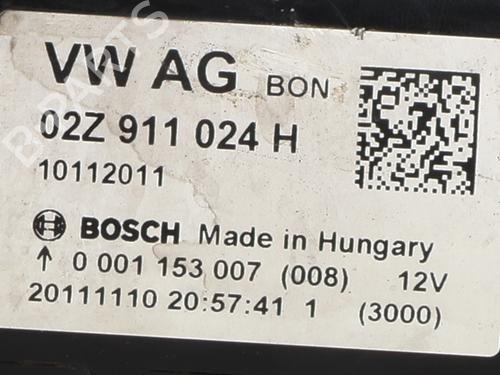 VW AG BON
02Z 911 024 H
10112011
BOSCH Made in Hungary
↑ 0 001 153 007 (008) 12V
20111110 20:57:41 1 (3000)
B-PARTS